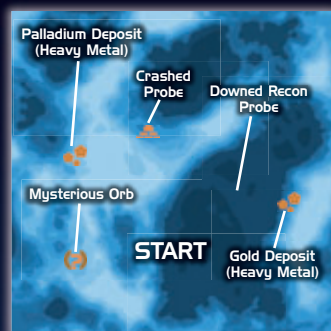 Palladium Deposit
(Heavy Metal)
Crashed
Probe
Downed Recon
Probe
Mysterious Orb
START
Gold Deposit
(Heavy Metal)